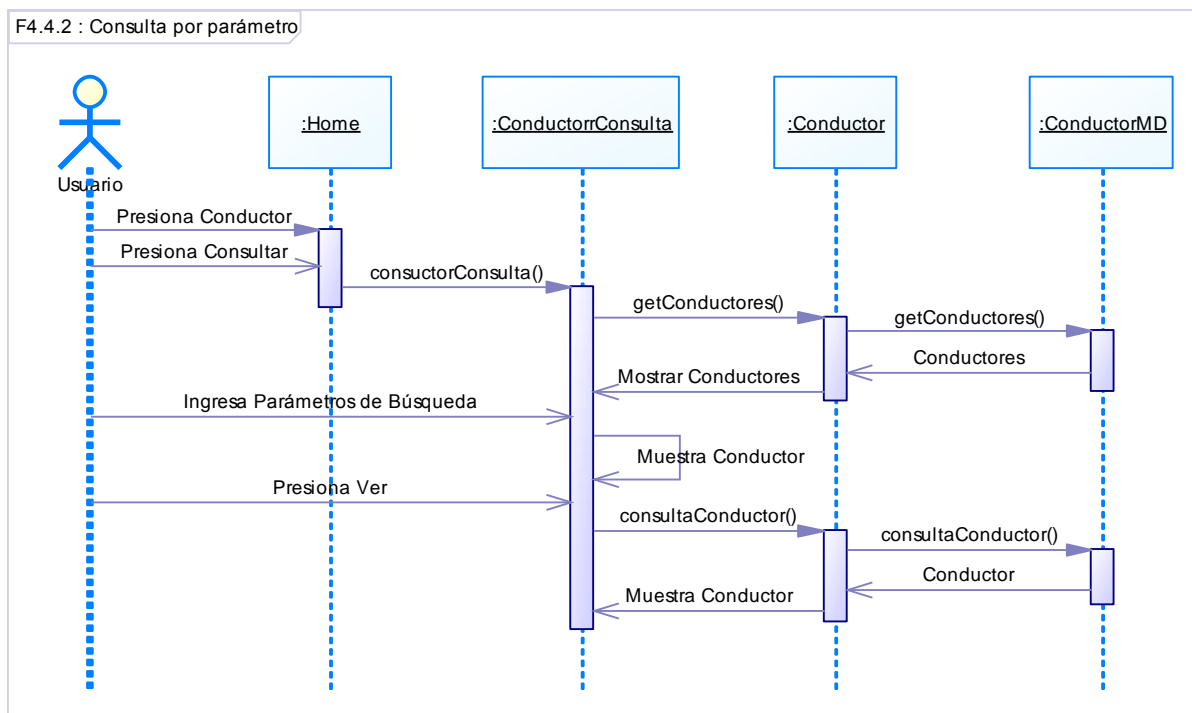 F4.4.2 : Consulta por parámetro
:Home
:ConductorrConsulta
:Conductor
:ConductorMD
Usuario
Presiona Conductor
Presiona Consultar
consuctorConsulta()
getConductores()
getConductores()
Conductores
Mostrar Conductores
Ingresa Parámetros de Búsqueda
Muestra Conductor
Presiona Ver
consultaConductor()
consultaConductor()
Conductor
Muestra Conductor